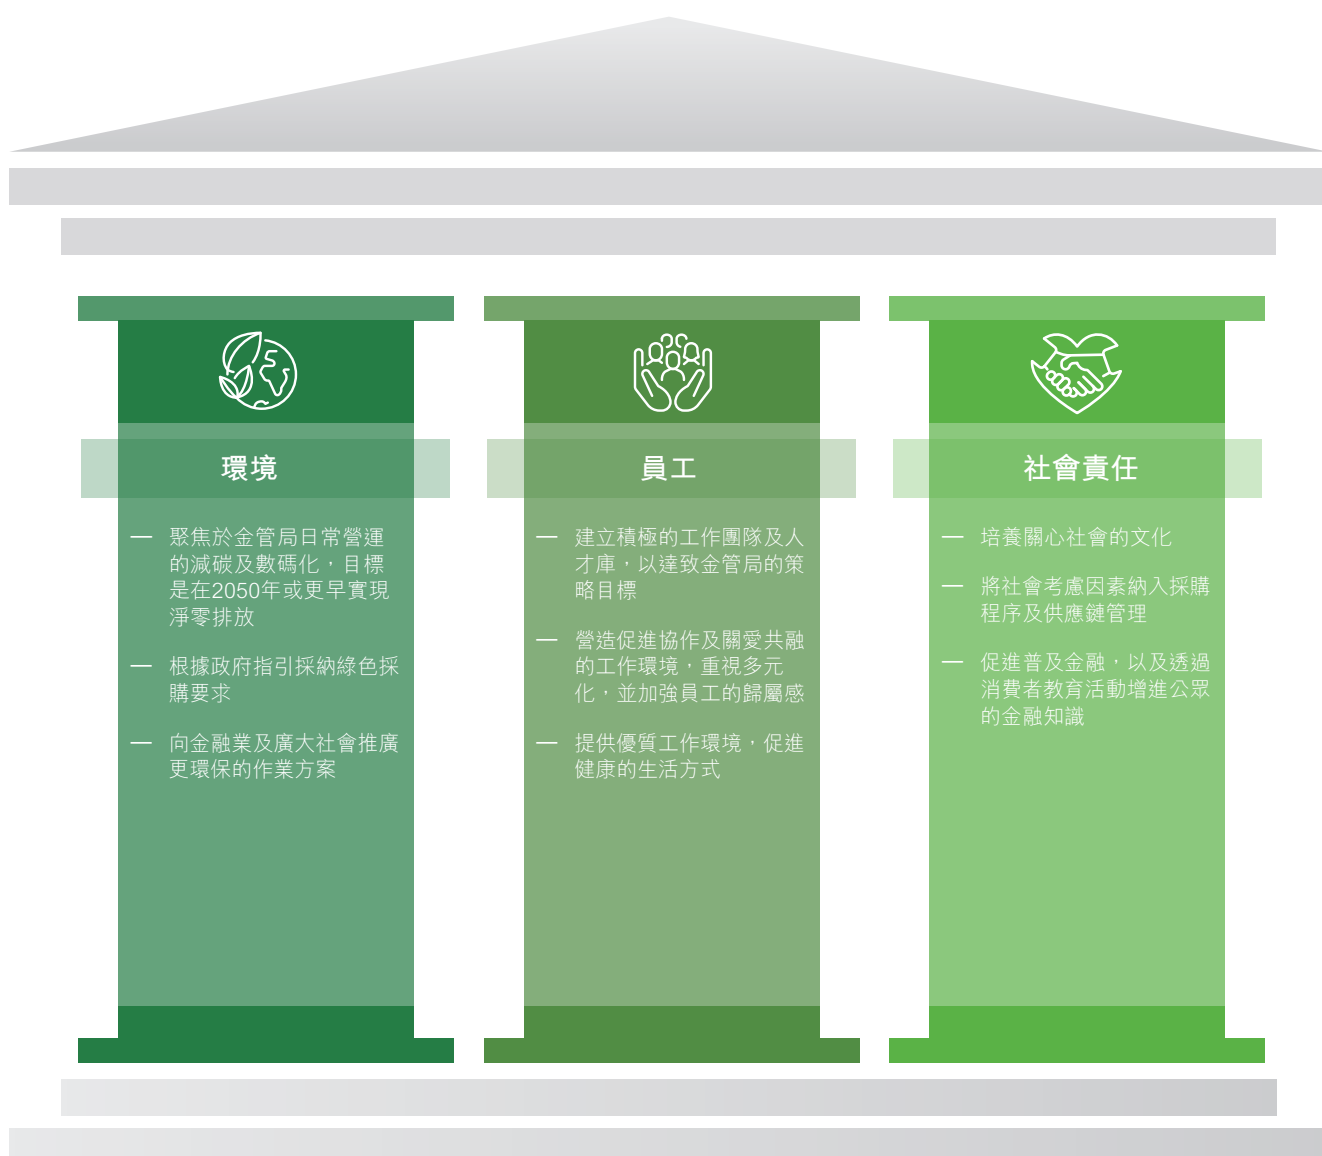 環境
— 聚焦於金管局日常營運
的減碳及數碼化，目標
是在2050年或更早實現
淨零排放
— 根據政府指引採納綠色採
購要求
— 向金融業及廣大社會推廣
更環保的作業方案
員工
— 建立積極的工作團隊及人
才庫，以達致金管局的策
略目標
— 營造促進協作及關愛共融
的工作環境，重視多元
化，並加強員工的歸屬感
— 提供優質工作環境，促進
健康的生活方式
社會責任
— 培養關心社會的文化
— 將社會考慮因素納入採購
程序及供應鏈管理
— 促進普及金融，以及透過
消費者教育活動增進公眾
的金融知識